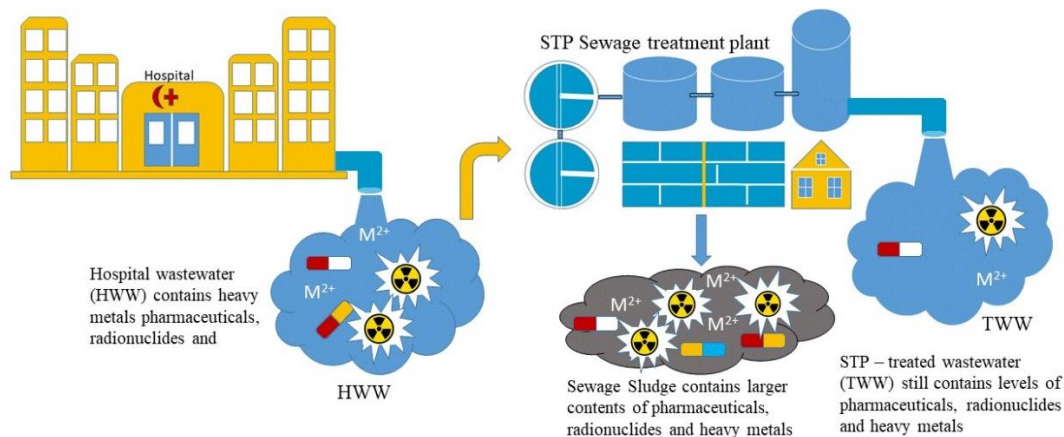 STP Sewage treatment plant
Hospital
M²⁺
M²⁺
Hospital wastewater
(HWW) contains heavy
metals pharmaceuticals,
radionuclides and
HWW
M²⁺
M²⁺
M²⁺
Sewage Sludge contains larger
contents of pharmaceuticals,
radionuclides and heavy metals
M²⁺
TWW
STP – treated wastewater
(TWW) still contains levels of
pharmaceuticals, radionuclides
and heavy metals